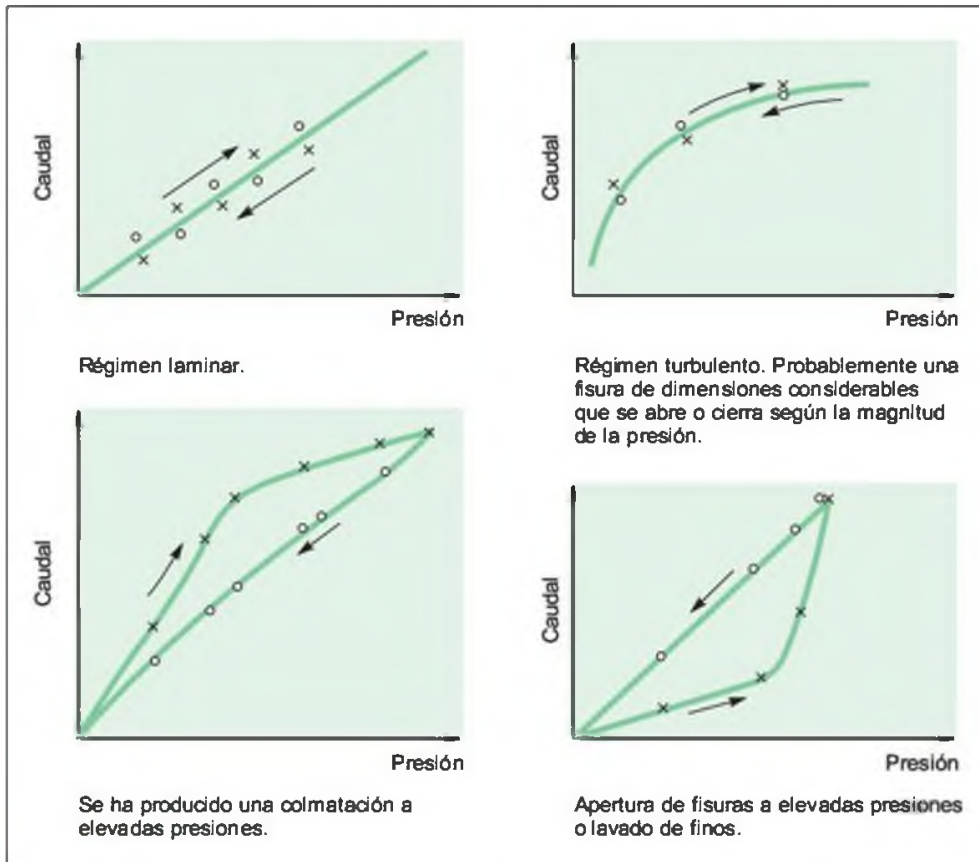 Caudal
Presión
Régimen laminar.
Caudal
Presión
Régimen turbulento. Probablemente una
fisura de dimensiones considerables
que se abre o cierra según la magnitud
de la presión.
Caudal
Presión
Se ha producido una colmatación a
elevadas presiones.
Caudal
Presión
Apertura de fisuras a elevadas presiones
o lavado de finos.